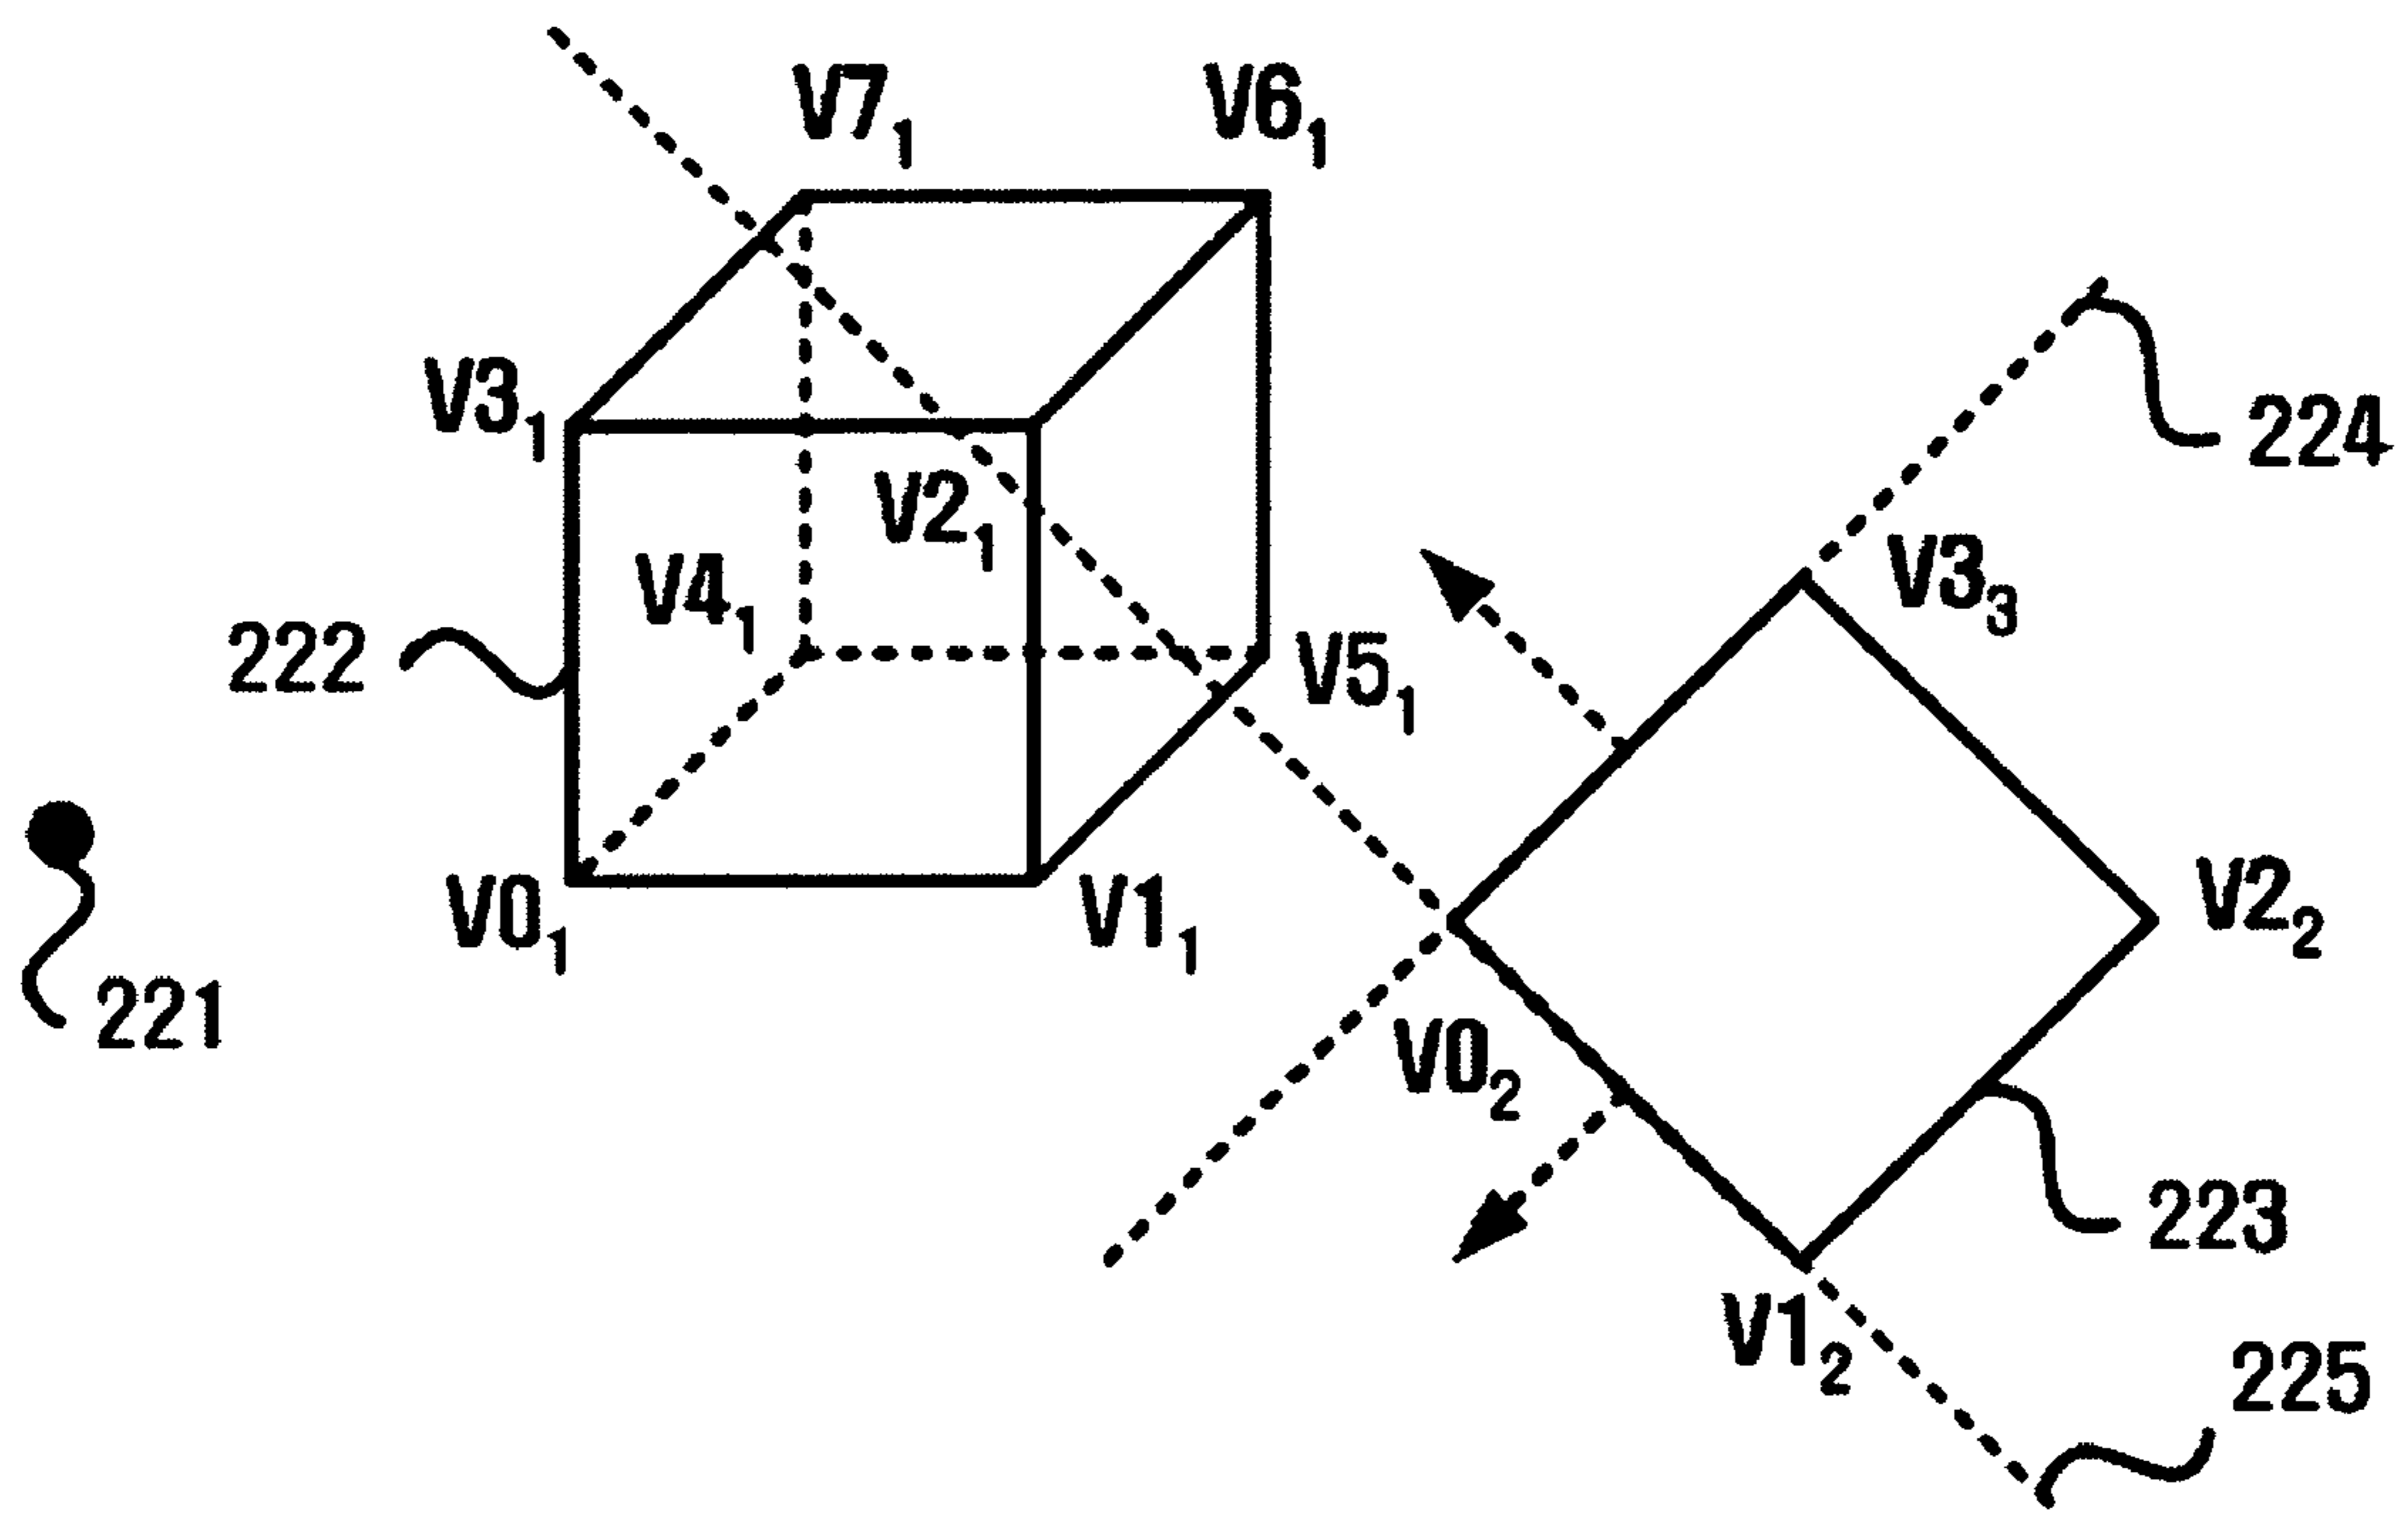 V7₁
V6₁
V3₁
V2₁
224
V4₁
V3₃
222
V5₁
V0₁
V1₁
V2₂
221
V0₂
223
V1₂
225